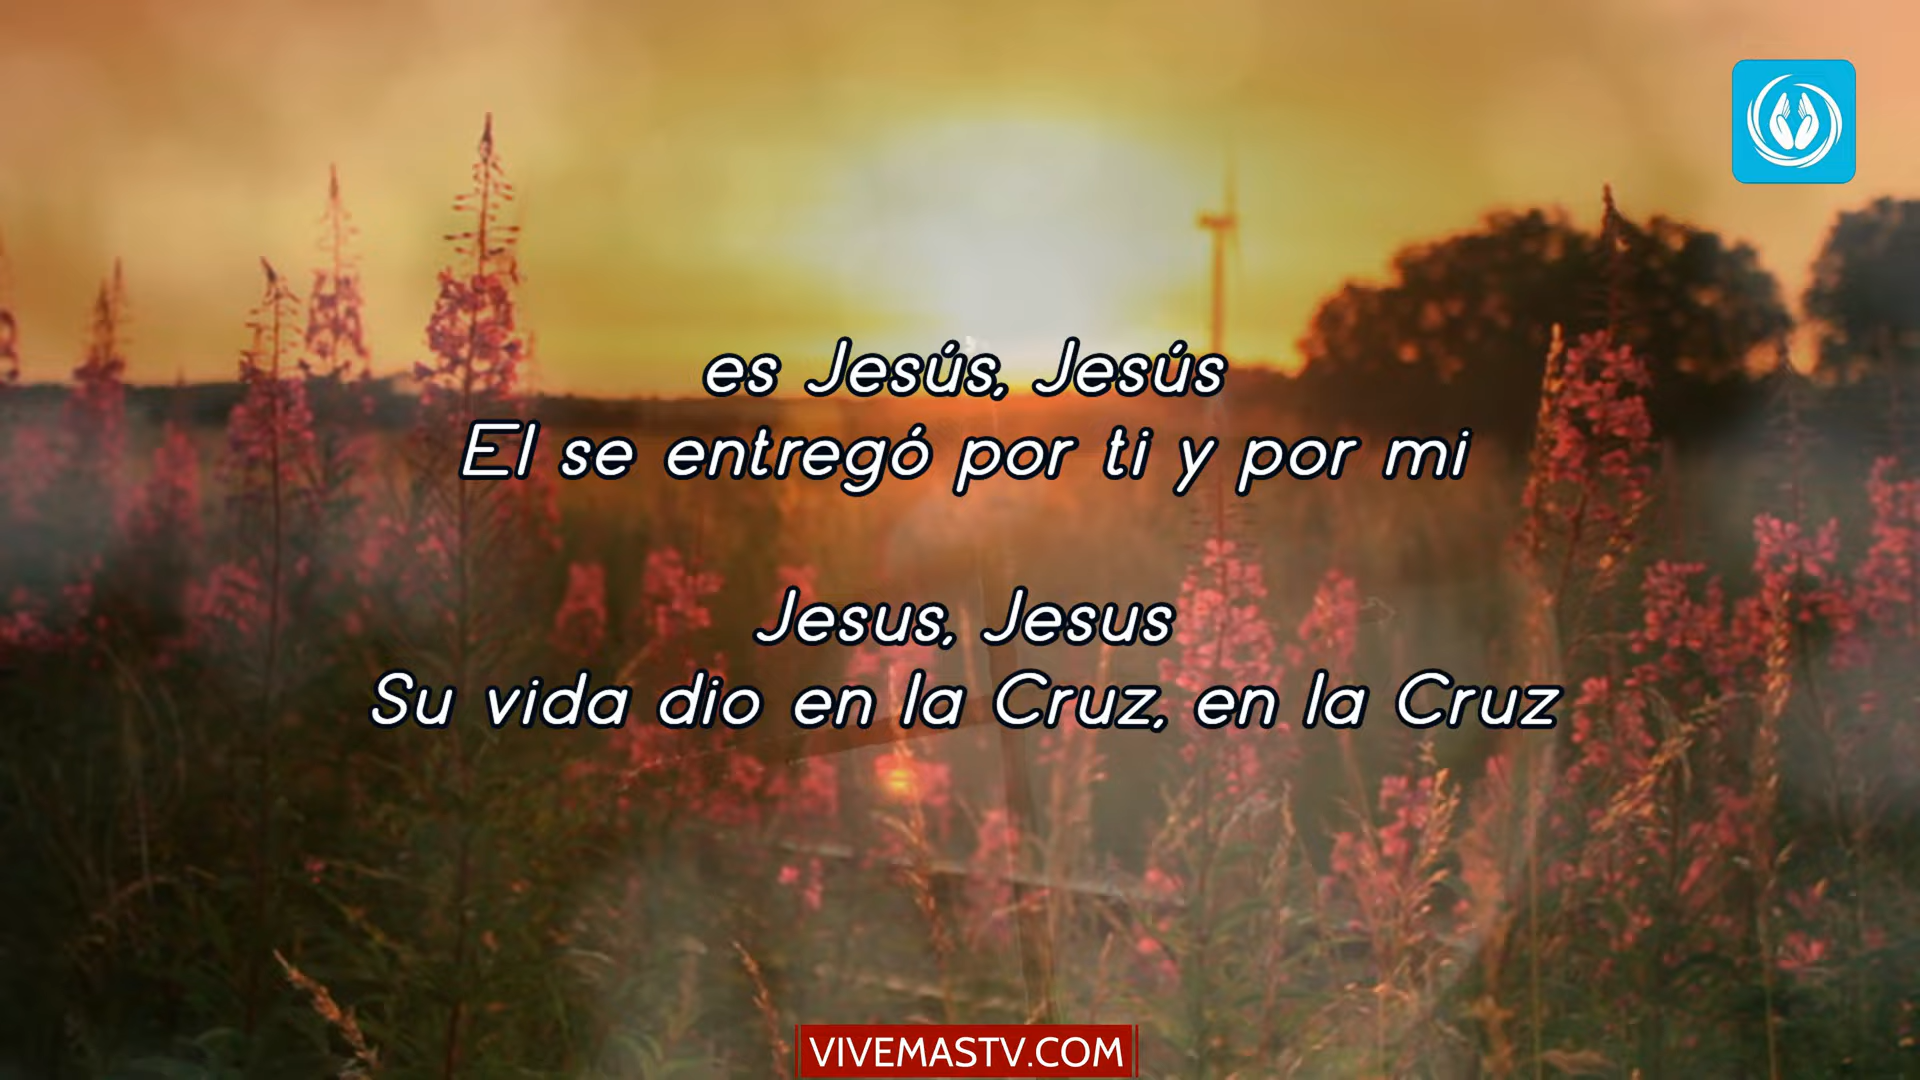 es Jesús, Jesús
El se entregó por ti y por mi
Jesus, Jesus
Su vida dio en la Cruz, en la Cruz
VIVEMASTV.COM